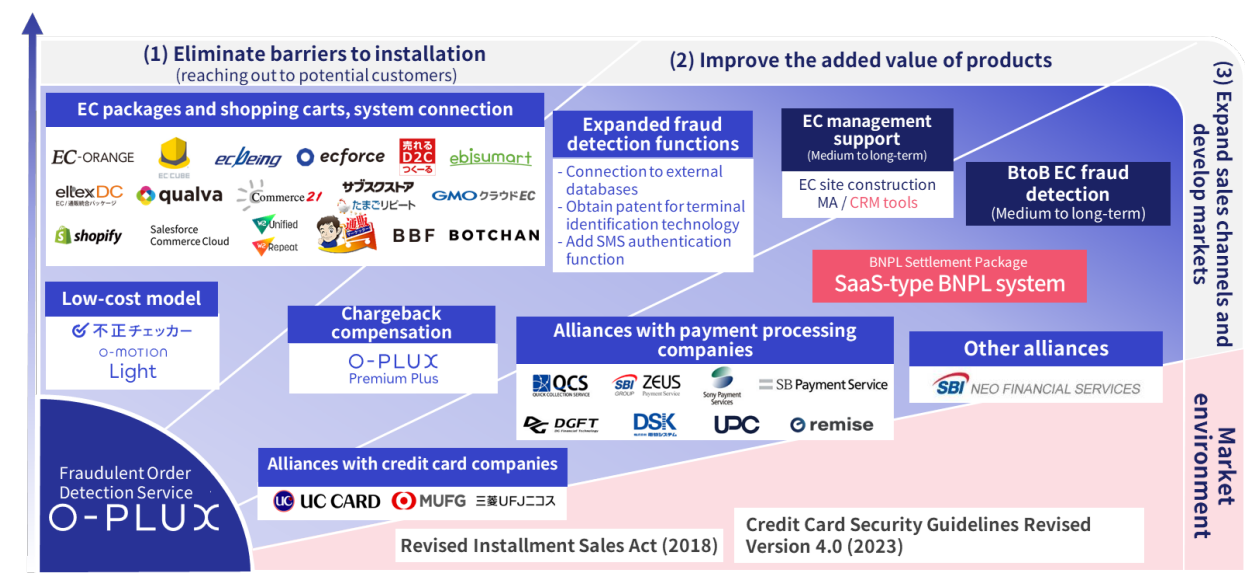 (1) Eliminate barriers to installation
(reaching out to potential customers)
(2) Improve the added value of products
(3) Expand sales channels and
develop markets
EC packages and shopping carts, system connection
EC-ORANGE
EC CUBE
ecbeing
ecforce
売れる
D2C
つくーる
ebisumart
eltexDC
EC/通販統合パッケージ
qualva
Commerce21
サブスクストア
たまごリピート
GMOクラウドEC
shopify
Salesforce
Commerce Cloud
Unified
Repeat
通販
BBF
BOTCHAN
Expanded fraud
detection functions
- Connection to external
databases
- Obtain patent for terminal
identification technology
- Add SMS authentication
function
EC management
support
(Medium to long-term)
EC site construction
MA / CRM tools
BtoB EC fraud
detection
(Medium to long-term)
BNPL Settlement Package
SaaS-type BNPL system
Low-cost model
不正チェッカー
O-MOTION
Light
Chargeback
compensation
O-PLUX
Premium Plus
Alliances with payment processing
companies
QCS
QUICK COLLECTION SERVICE
SBI ZEUS
GROUP Payment Service
Sony Payment
Services
SB Payment Service
DGFT
DG Financial Technology
DSK
UPC
remise
Other alliances
SBI NEO FINANCIAL SERVICES
Alliances with credit card companies
UC UC CARD
MUFG 三菱UFJニコス
Fraudulent Order
Detection Service
O-PLUX
Market
environment
Revised Installment Sales Act (2018)
Credit Card Security Guidelines Revised
Version 4.0 (2023)